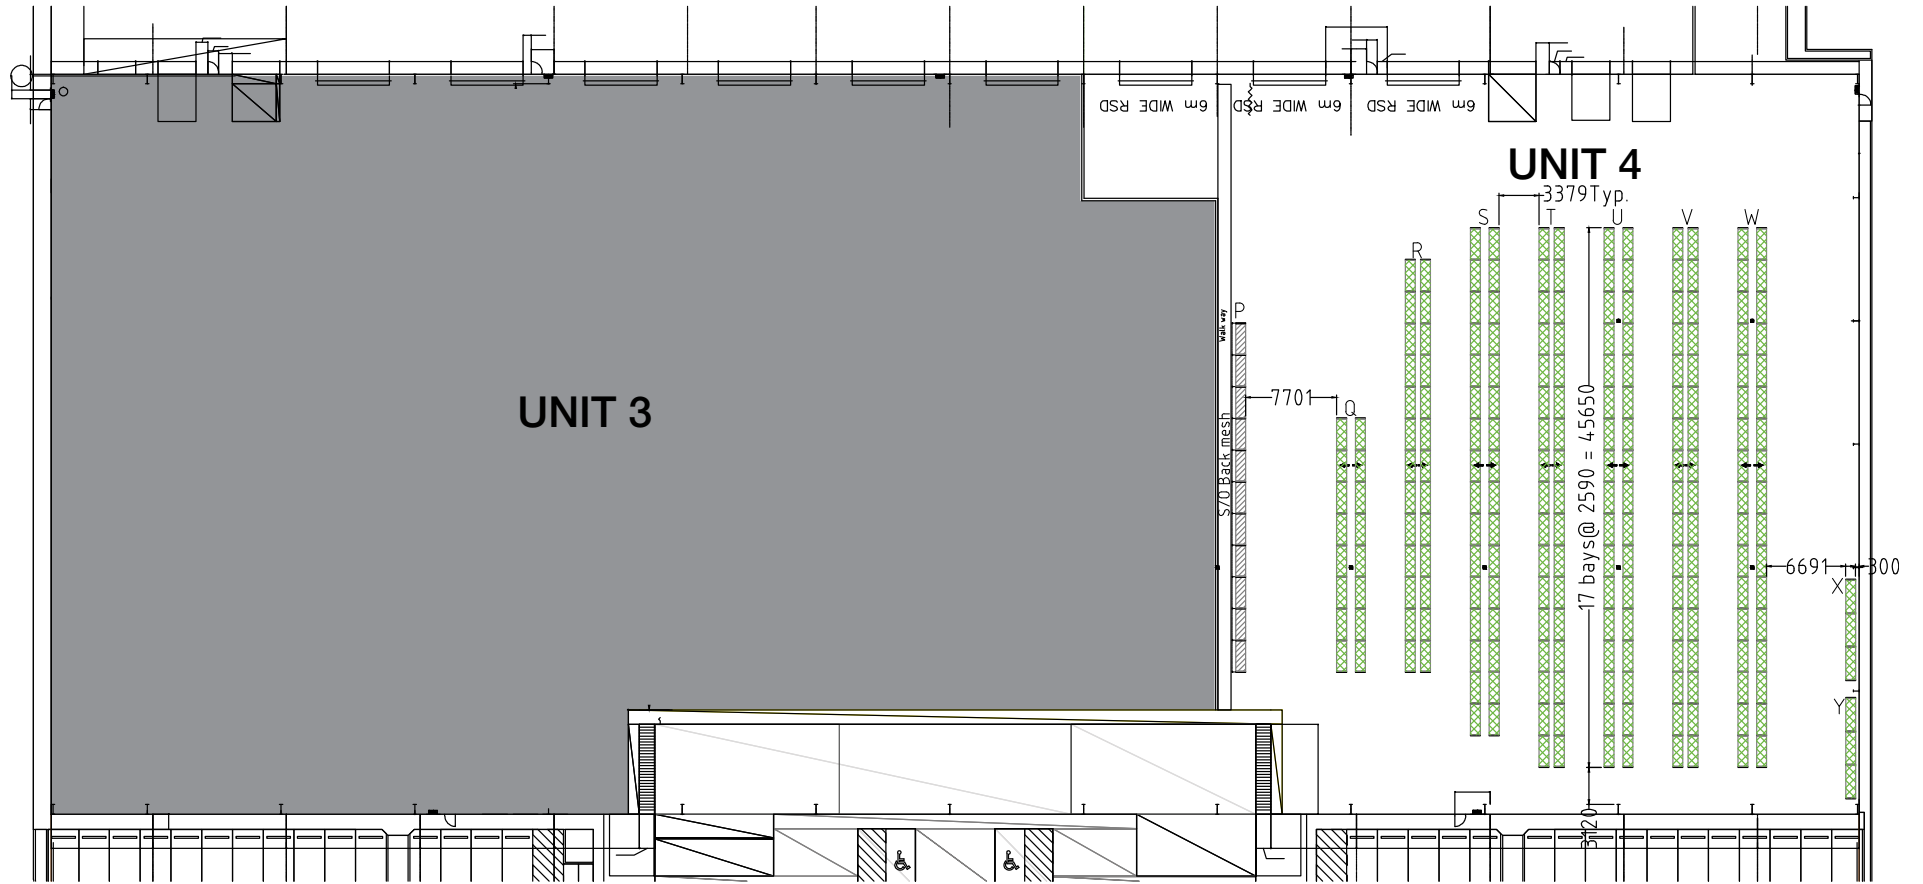 6m WIDE RSD
6m WIDE RSD
6m WIDE RSD
UNIT 4
3379Typ.
S
T
U
V
W
R
P
Walk way
7701
Q
UNIT 3
S/O Back mesh
17 bays@ 2590 = 45650
6691
300
X
Y
3120